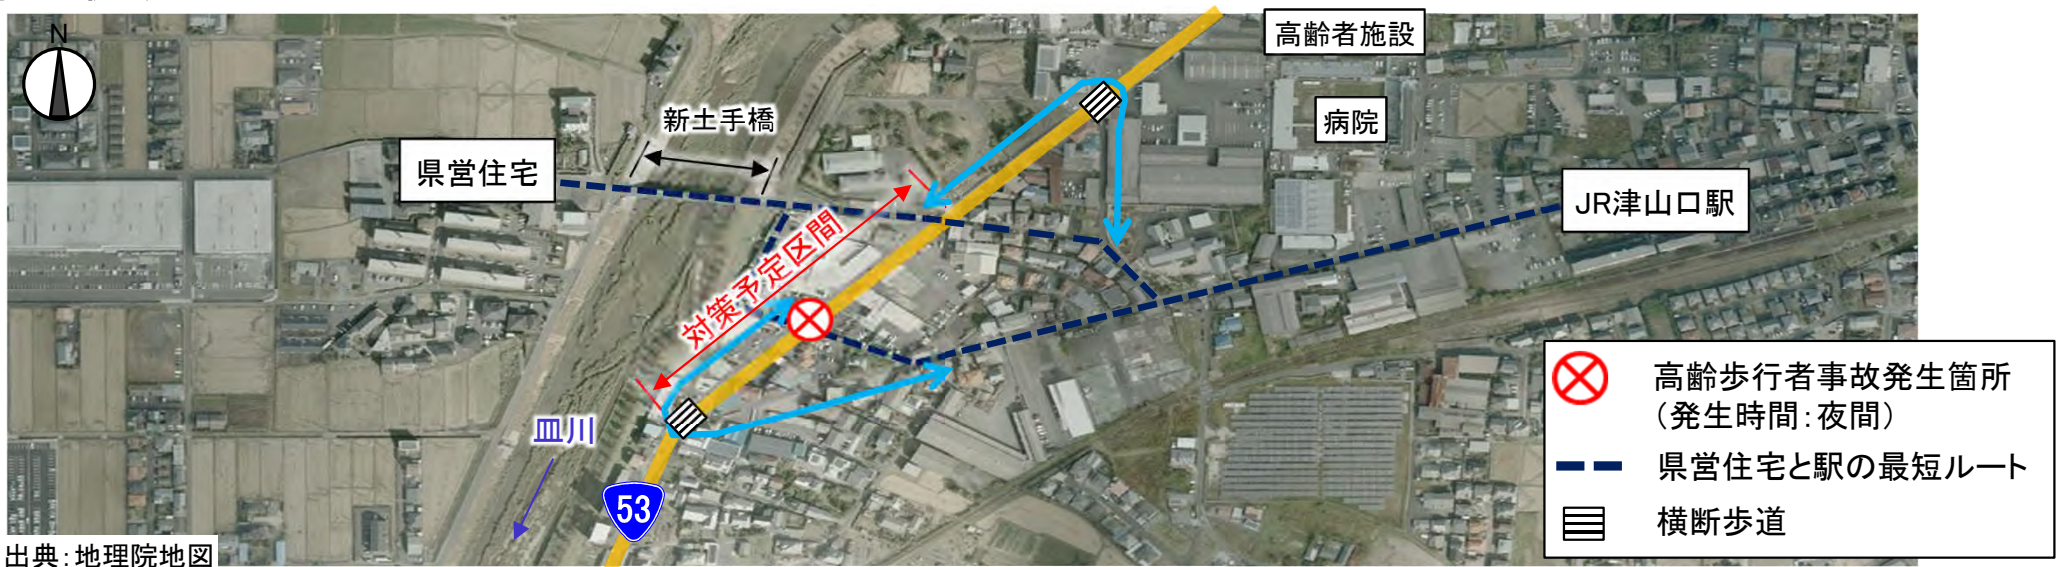 N
高齢者施設
新土手橋
病院
県営住宅
JR津山口駅
対策予定区間
皿川
53
高齢歩行者事故発生箇所
（発生時間：夜間）
県営住宅と駅の最短ルート
横断歩道
出典：地理院地図